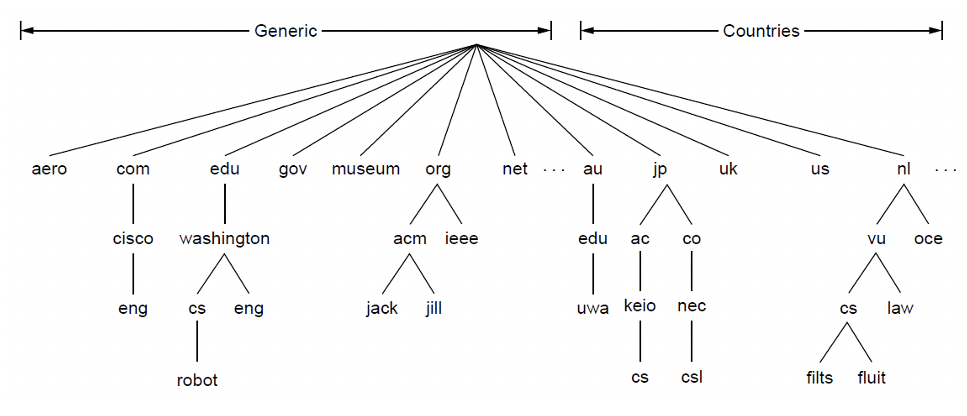 Generic Countries
aero com edu gov museum org net ... au jp uk us nl ...
cisco washington acm ieee edu ac co vu oce
eng cs eng jack jill uwa keio nec cs law
robot cs csl filts fluit